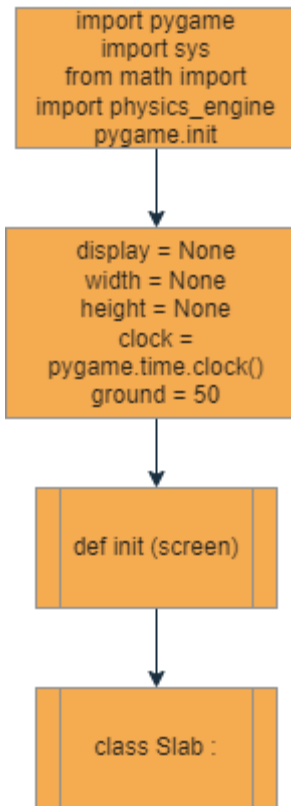 import pygame
import sys
from math import
import physics_engine
pygame.init
display = None
width = None
height = None
clock =
pygame.time.clock()
ground = 50
def init (screen)
class Slab :